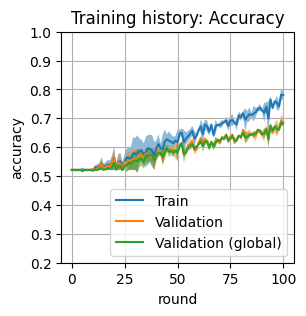 Training history: Accuracy
accuracy
1.0
0.9
0.8
0.7
0.6
0.5
0.4
0.3
0.2
Train
Validation
Validation (global)
0
25
50
75
100
round